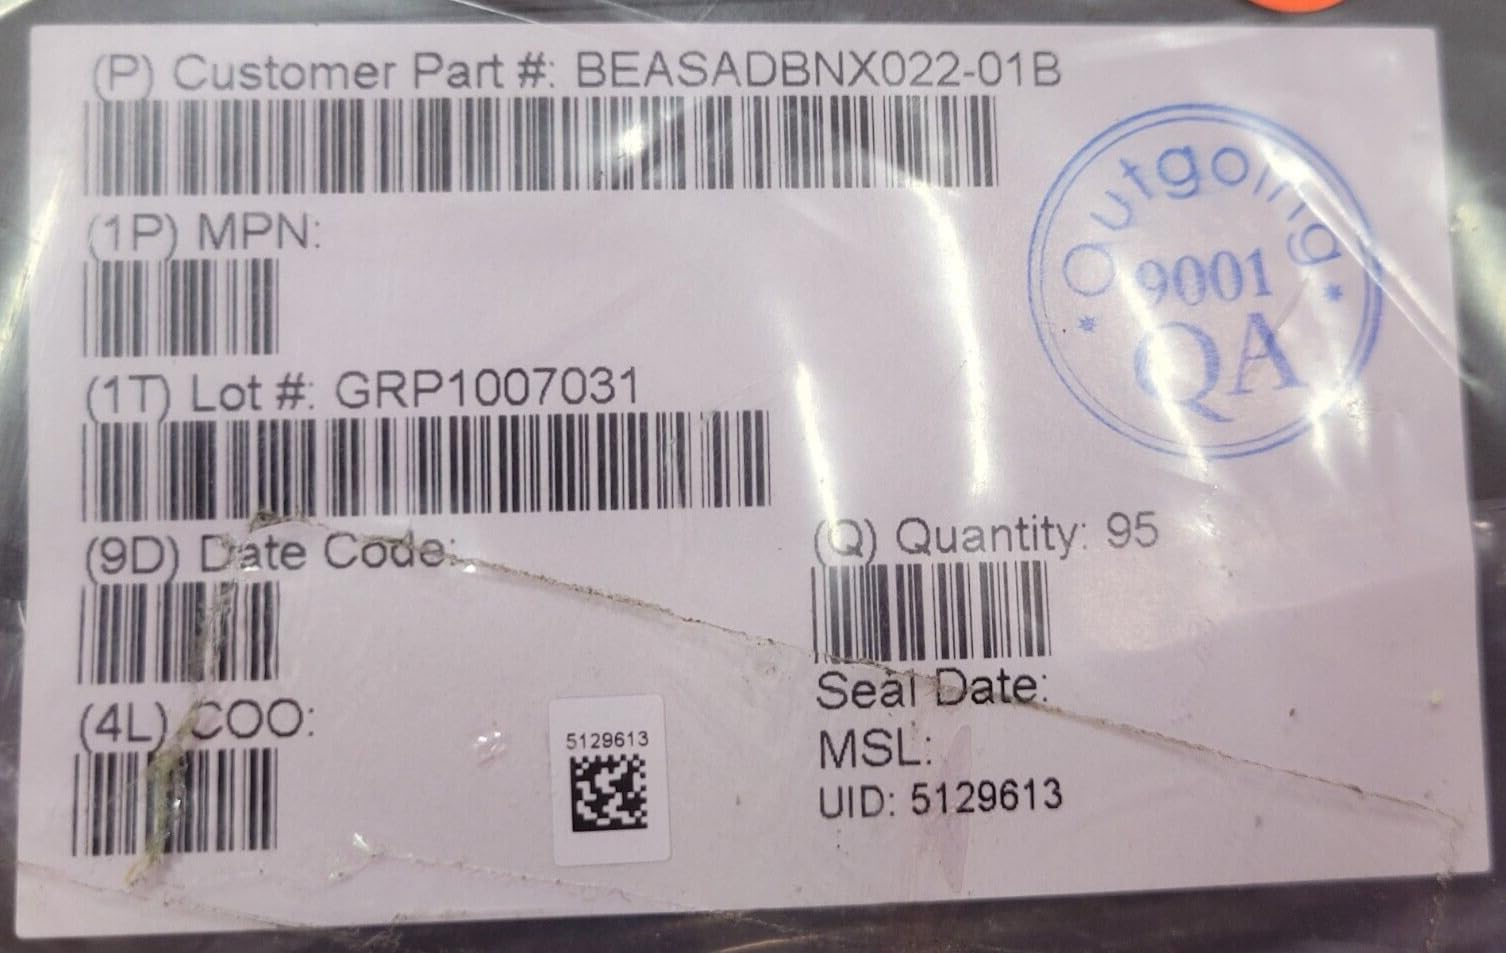 (P) Customer Part #: BEASADBNX022-01B
Outgoing
9001
QA
(1P) MPN:
(1T) Lot #: GRP1007031
(9D) Date Code:
(Q) Quantity: 95
(4L) COO:
5129613
Seal Date:
MSL:
UID: 5129613